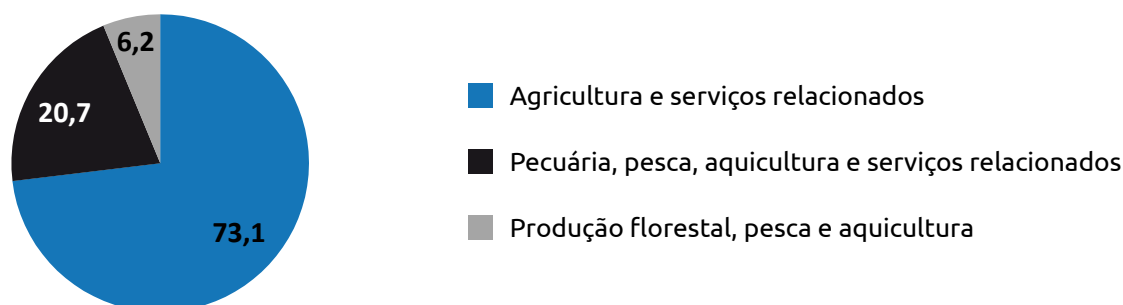 6,2
20,7
73,1
Agricultura e serviços relacionados
Pecuária, pesca, aquicultura e serviços relacionados
Produção florestal, pesca e aquicultura